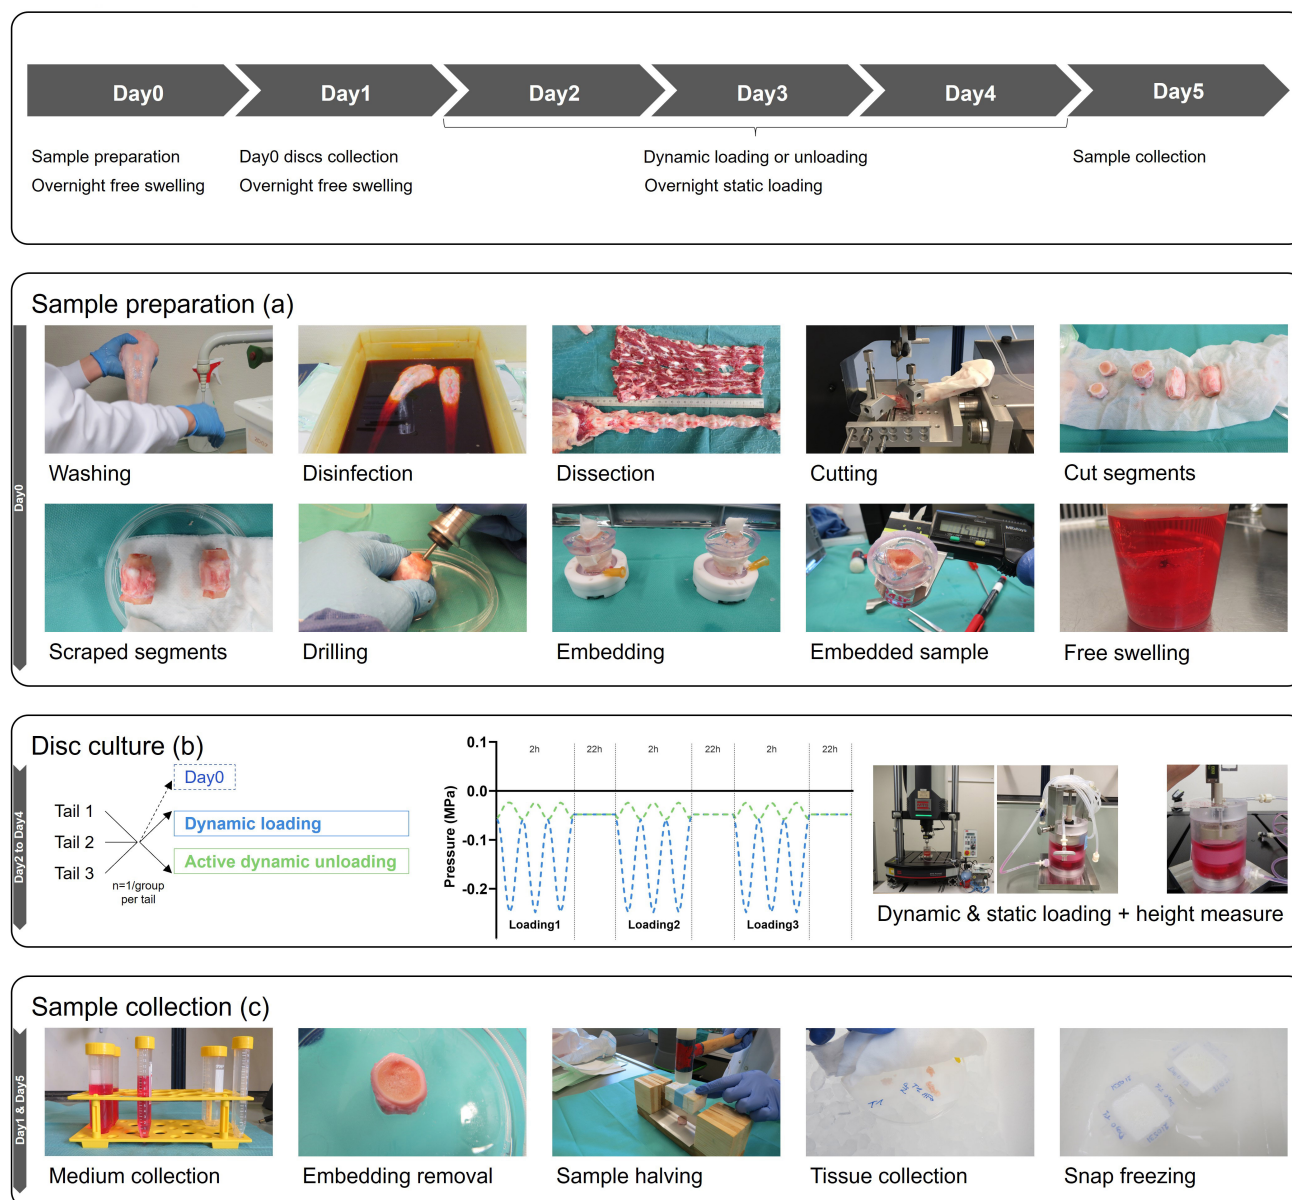 Day0
Day1
Day2
Day3
Day4
Day5
Sample preparation
Overnight free swelling
Day0 discs collection
Overnight free swelling
Dynamic loading or unloading
Overnight static loading
Sample collection
Sample preparation (a)
Day0
Washing
Disinfection
Dissection
Cutting
Cut segments
Scraped segments
Drilling
Embedding
Embedded sample
Free swelling
Disc culture (b)
Day2 to Day4
Tail 1
Tail 2
Tail 3
n=1/group
per tail
Day0
Dynamic loading
Active dynamic unloading
Pressure (MPa)
0.1
0.0
-0.1
-0.2
2h
22h
2h
22h
2h
22h
Loading1
Loading2
Loading3
Dynamic & static loading + height measure
Sample collection (c)
Day1 & Day5
Medium collection
Embedding removal
Sample halving
Tissue collection
Snap freezing